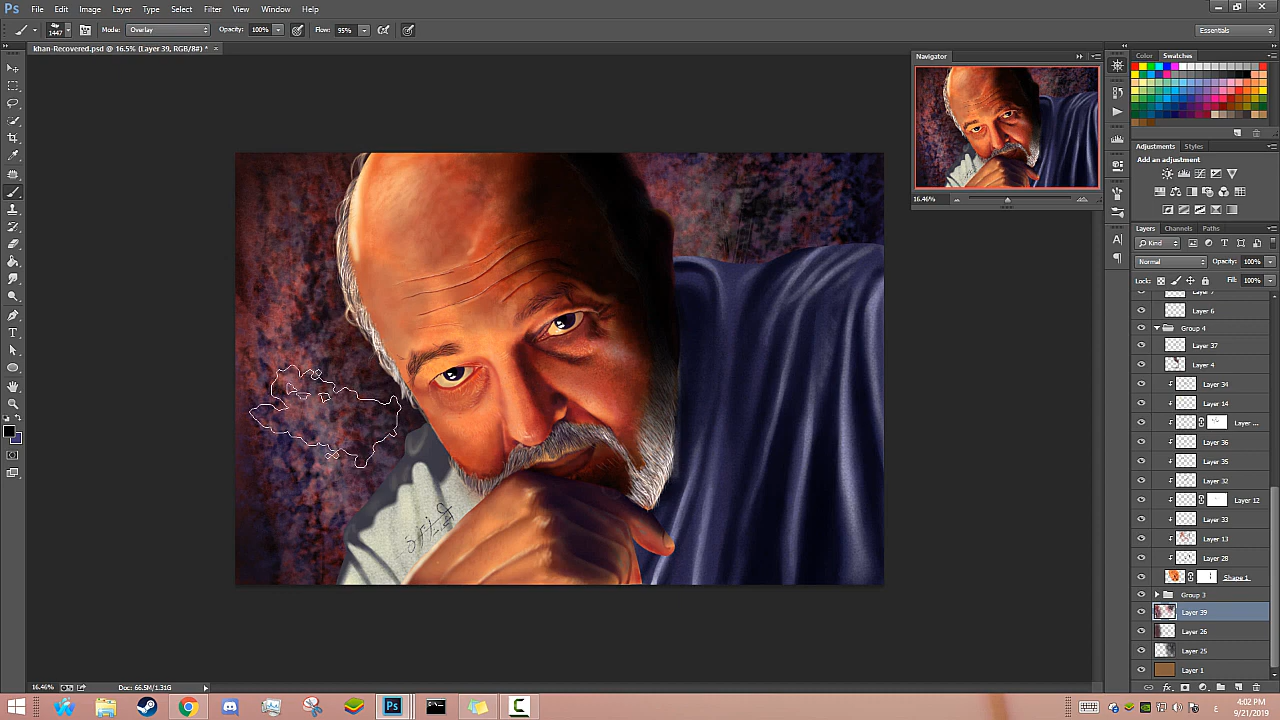 Ps File Edit Image Layer Type Select Filter View Window Help
1447 Mode: Overlay Opacity: 100% Flow: 95% Essentials
khan-Recovered.psd @ 16.5% (Layer 39, RGB/8#) * ×
Navigator
16.46%
Color Swatches
Adjustments Styles
Add an adjustment
Layers Channels Paths
Kind
Normal Opacity: 100%
Lock: Fill: 100%
Layer 6
Group 4
Layer 37
Layer 4
Layer 34
Layer 14
Layer ...
Layer 36
Layer 35
Layer 32
Layer 12
Layer 33
Layer 13
Layer 28
Shape 1
Group 3
Layer 39
Layer 26
Layer 25
Layer 1
16.46% Doc: 66.5M/1.31G
Ps
4:02 PM
9/21/2019